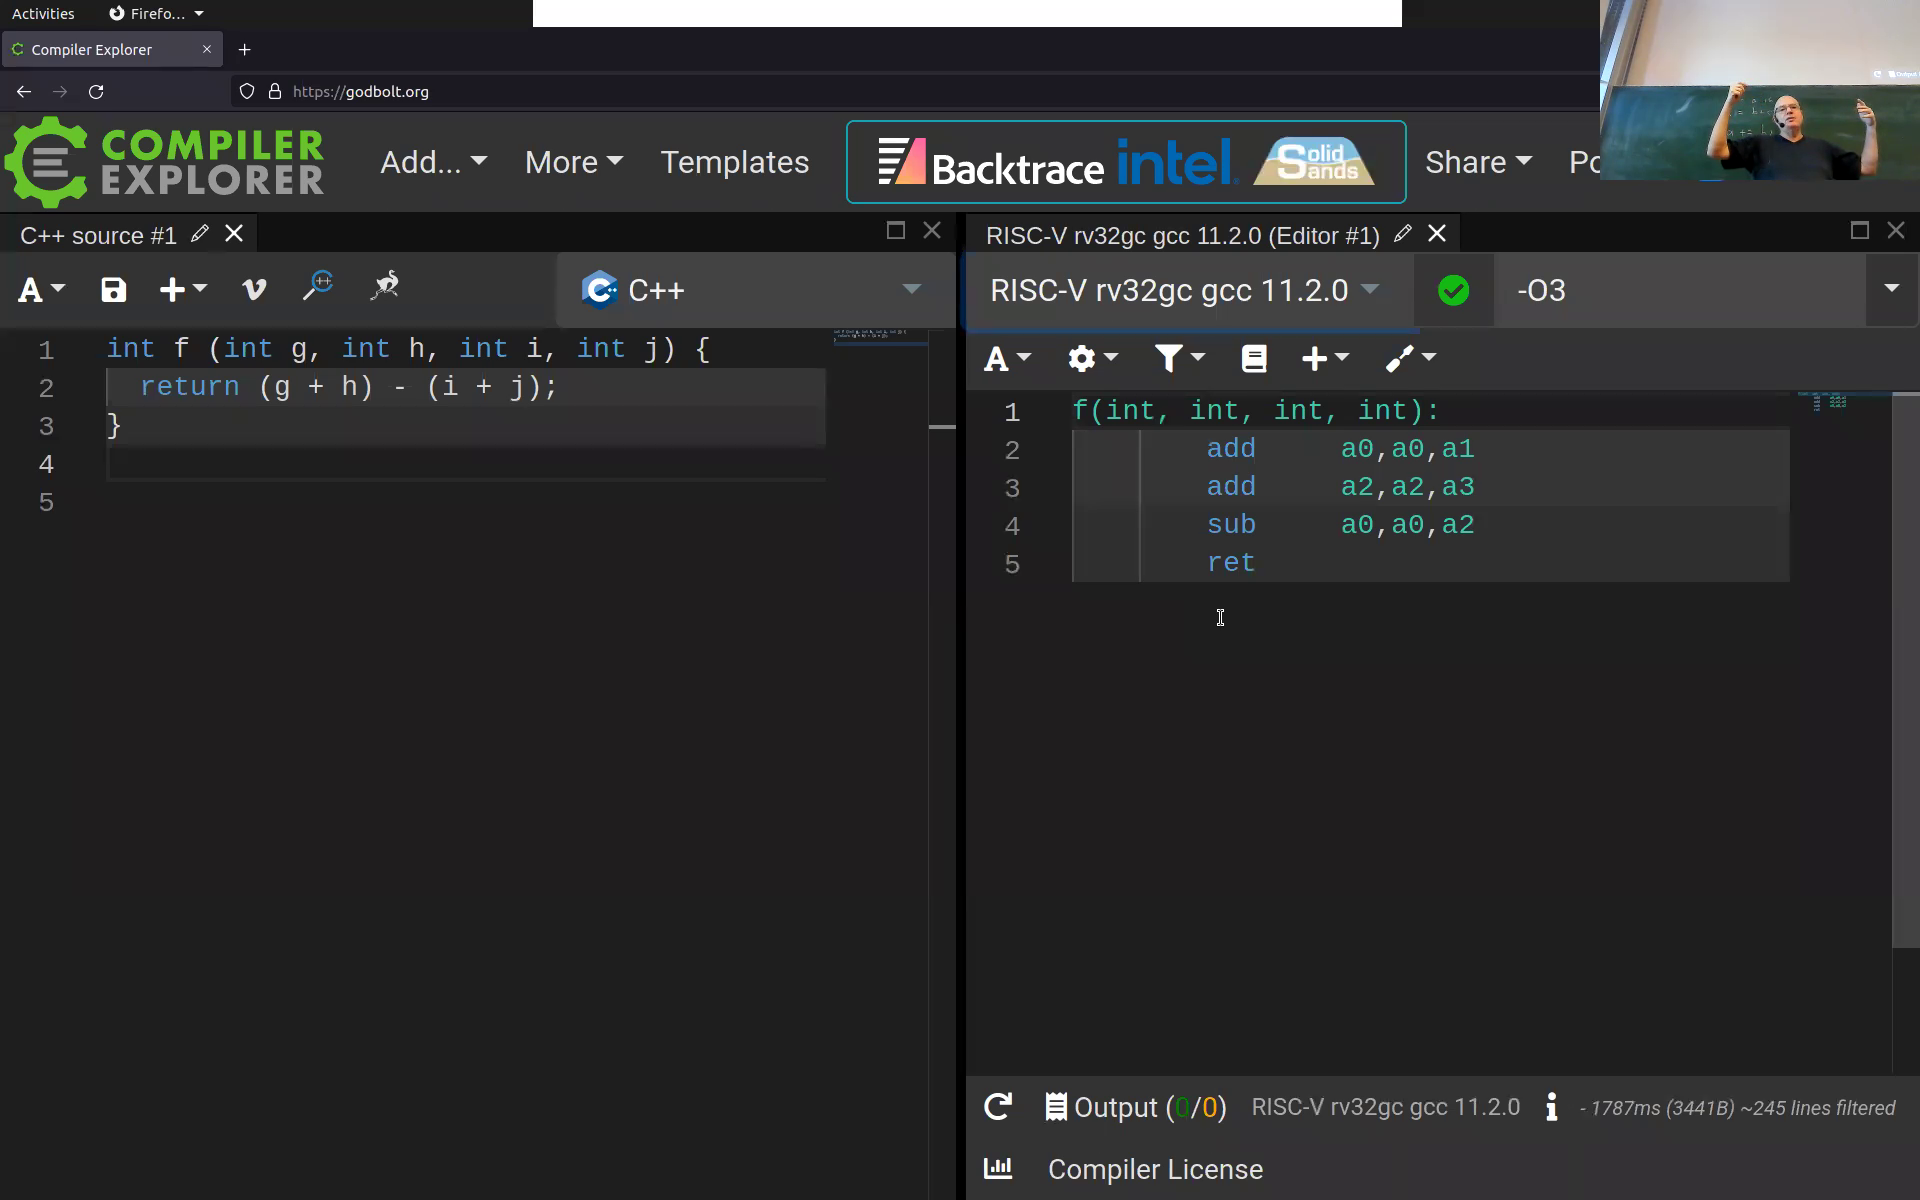 Activities Firefo...
Compiler Explorer
https://godbolt.org
COMPILER EXPLORER
Add... More Templates Backtrace intel Solid Sands Share Po
C++ source #1
RISC-V rv32gc gcc 11.2.0 (Editor #1)
A C++
RISC-V rv32gc gcc 11.2.0 -O3
1 int f (int g, int h, int i, int j) {
2 return (g + h) - (i + j);
3 }
4
5
A
1 f(int, int, int, int):
2 add a0,a0,a1
3 add a2,a2,a3
4 sub a0,a0,a2
5 ret
Output (0/0) RISC-V rv32gc gcc 11.2.0 - 1787ms (3441B) ~245 lines filtered
Compiler License